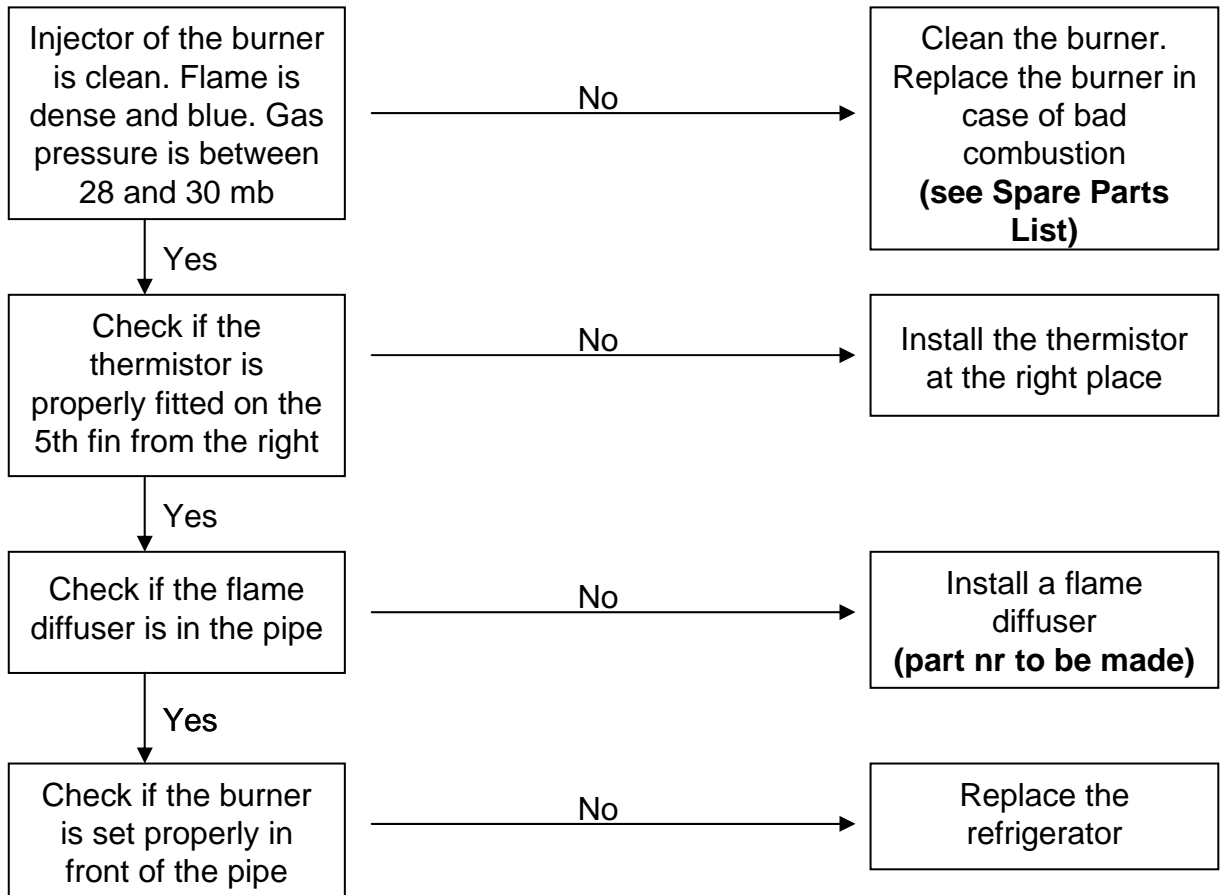 Injector of the burner
is clean. Flame is
dense and blue. Gas
pressure is between
28 and 30 mb
No
Clean the burner.
Replace the burner in
case of bad
combustion
(see Spare Parts
List)
Yes
Check if the
thermistor is
properly fitted on the
5th fin from the right
No
Install the thermistor
at the right place
Yes
Check if the flame
diffuser is in the pipe
No
Install a flame
diffuser
(part nr to be made)
Yes
Check if the burner
is set properly in
front of the pipe
No
Replace the
refrigerator